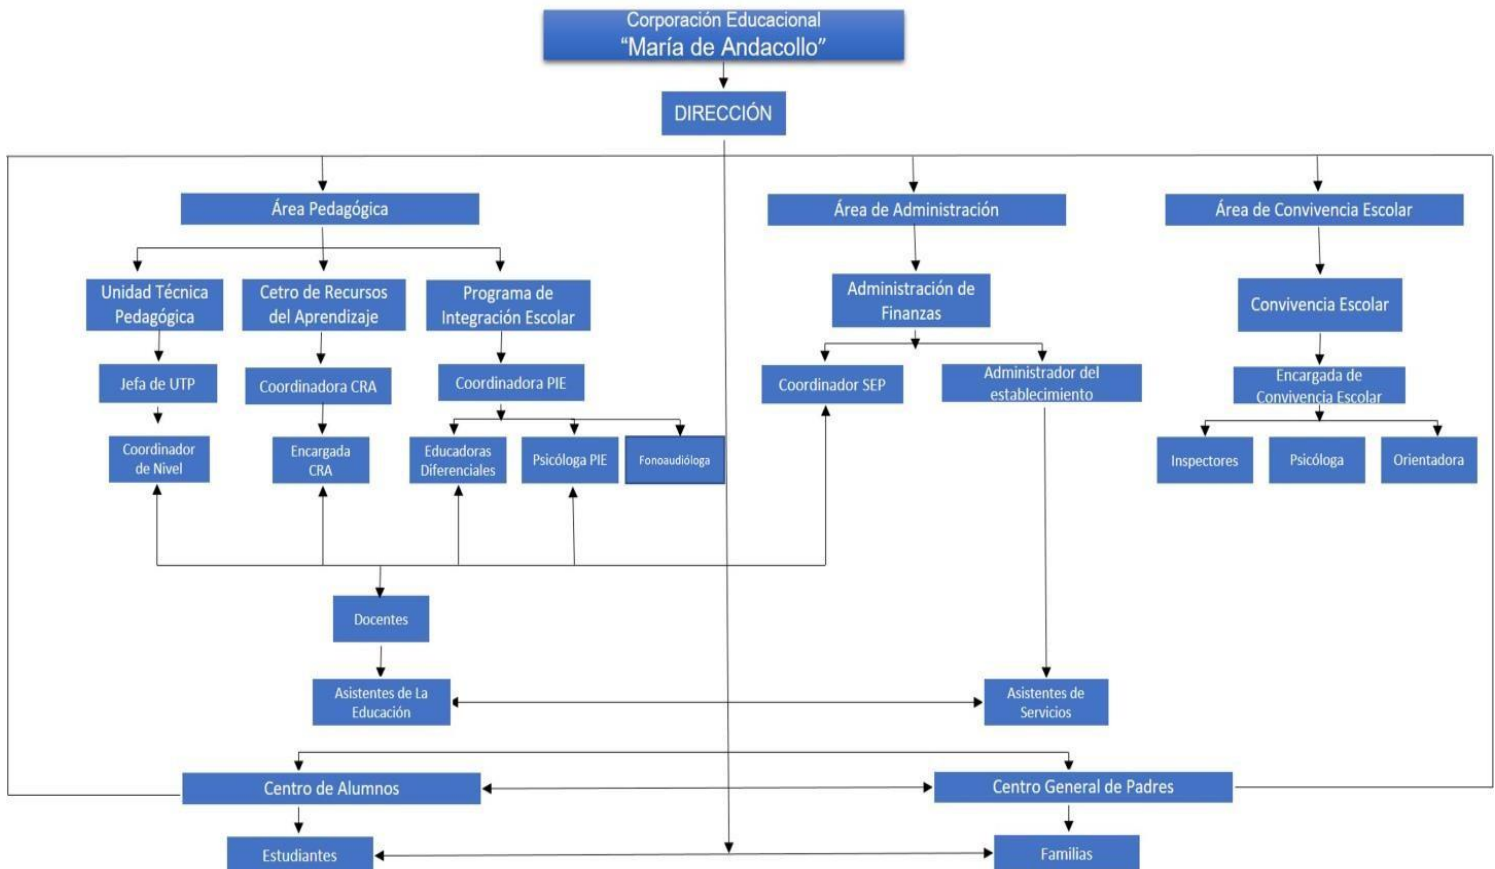 Corporación Educacional
“María de Andacollo”
DIRECCIÓN
Área Pedagógica
Área de Administración
Área de Convivencia Escolar
Unidad Técnica
Pedagógica
Cetro de Recursos
del Aprendizaje
Programa de
Integración Escolar
Administración de
Finanzas
Convivencia Escolar
Jefa de UTP
Coordinadora CRA
Coordinadora PIE
Coordinador SEP
Administrador del
establecimiento
Encargada de
Convivencia Escolar
Coordinador
de Nivel
Encargada
CRA
Educadoras
Diferenciales
Psicóloga PIE
Fonoaudióloga
Inspectores
Psicóloga
Orientadora
Docentes
Asistentes de La
Educación
Asistentes de
Servicios
Centro de Alumnos
Centro General de Padres
Estudiantes
Familias